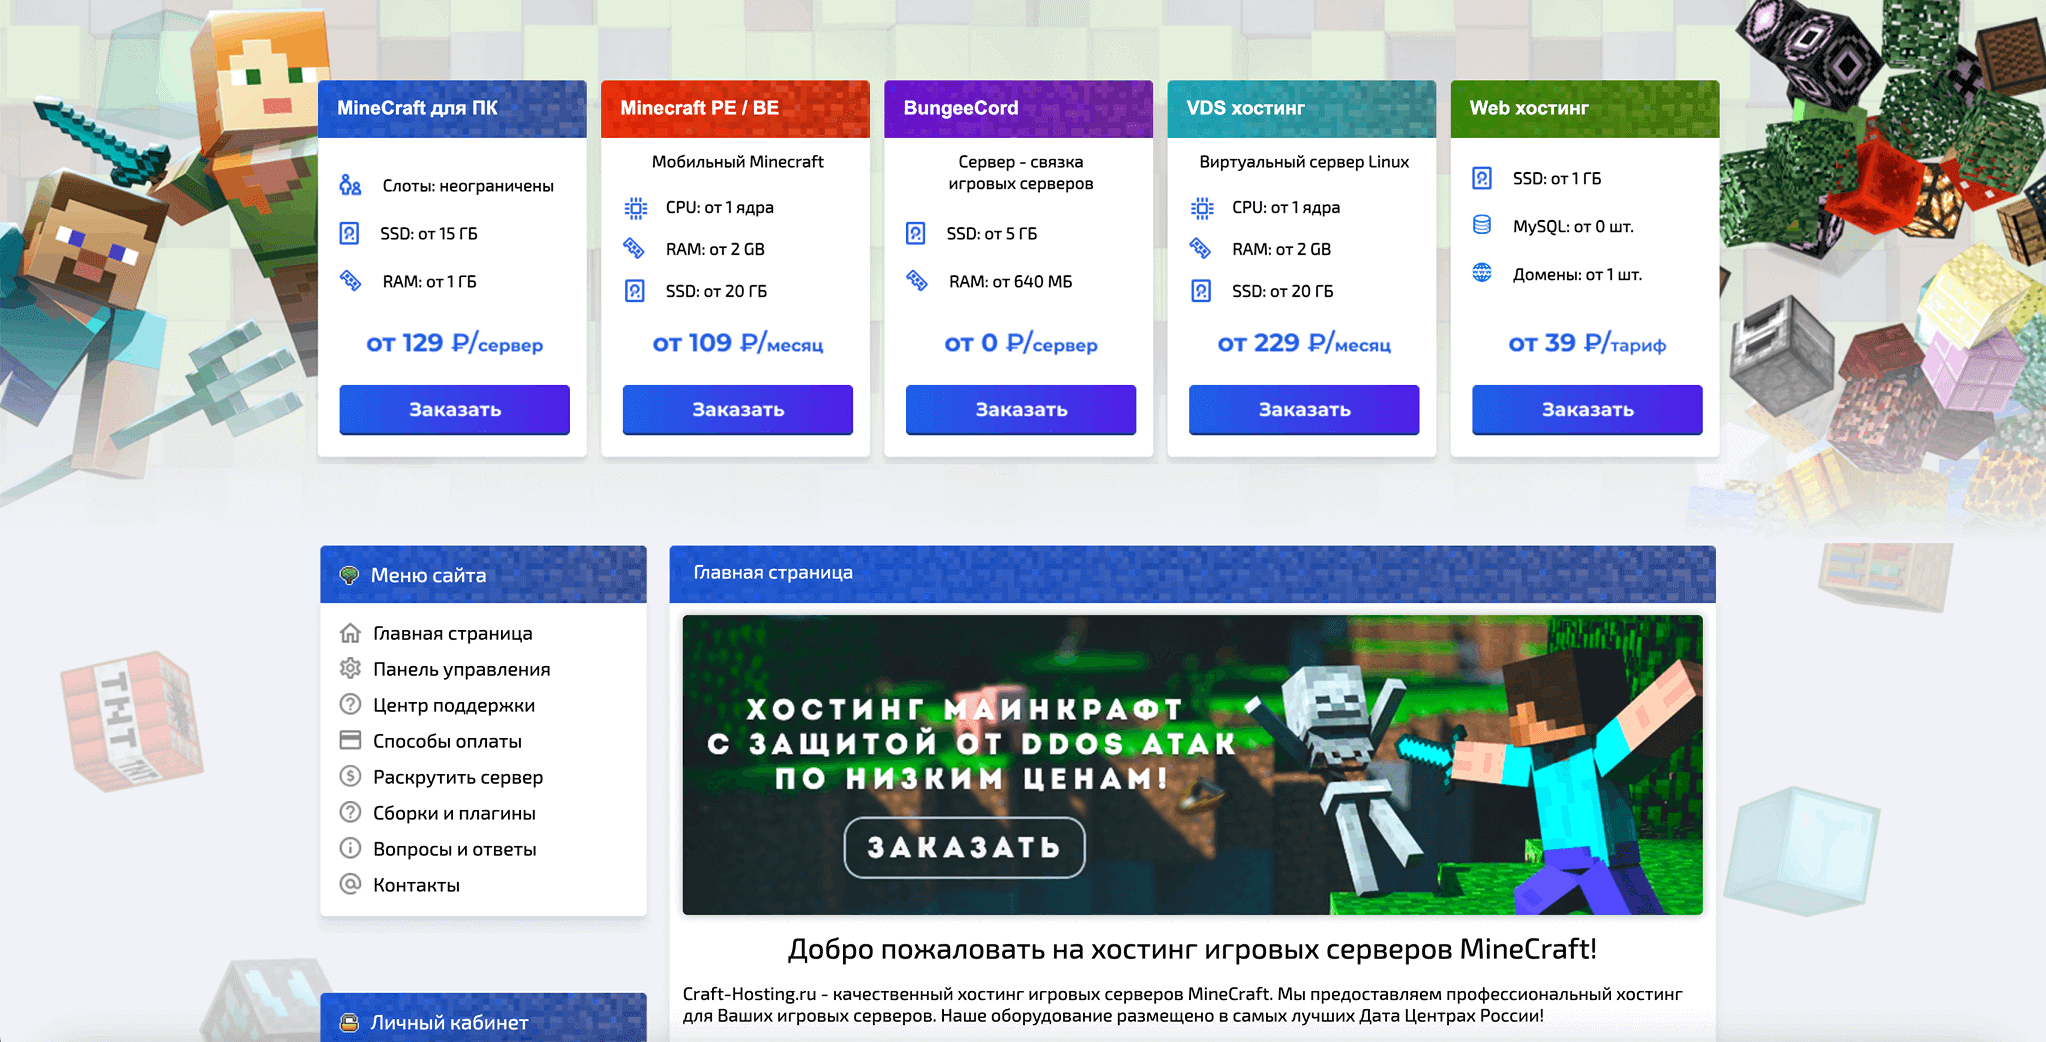 MineCraft для ПК
Слоты: неограничены
SSD: от 15 ГБ
RAM: от 1 ГБ
от 129 ₽/сервер
Заказать
Minecraft PE / BE
Мобильный Minecraft
CPU: от 1 ядра
RAM: от 2 GB
SSD: от 20 ГБ
от 109 ₽/месяц
Заказать
BungeeCord
Сервер - связка
игровых серверов
SSD: от 5 ГБ
RAM: от 640 МБ
от 0 ₽/сервер
Заказать
VDS хостинг
Виртуальный сервер Linux
CPU: от 1 ядра
RAM: от 2 GB
SSD: от 20 ГБ
от 229 ₽/месяц
Заказать
Web хостинг
SSD: от 1 ГБ
MySQL: от 0 шт.
Домены: от 1 шт.
от 39 ₽/тариф
Заказать
Меню сайта
Главная страница
Панель управления
Центр поддержки
Способы оплаты
Раскрутить сервер
Сборки и плагины
Вопросы и ответы
Контакты
Личный кабинет
Главная страница
ХОСТИНГ МАИНКРАФТ
С ЗАЩИТОЙ ОТ DDOS АТАК
ПО НИЗКИМ ЦЕНАМ!
ЗАКАЗАТЬ
Добро пожаловать на хостинг игровых серверов MineCraft!
Craft-Hosting.ru - качественный хостинг игровых серверов MineCraft. Мы предоставляем профессиональный хостинг
для Ваших игровых серверов. Наше оборудование размещено в самых лучших Дата Центрах России!
TNT
TNT
TNT